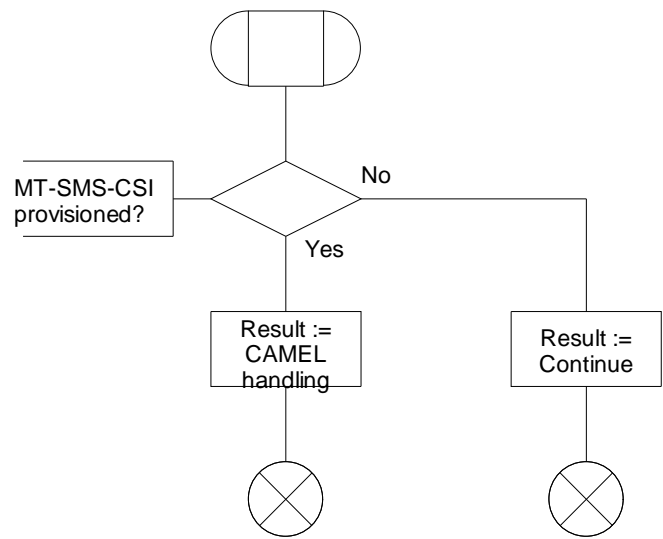 MT-SMS-CSI
provisioned?
No
Yes
Result :=
CAMEL
handling
Result :=
Continue